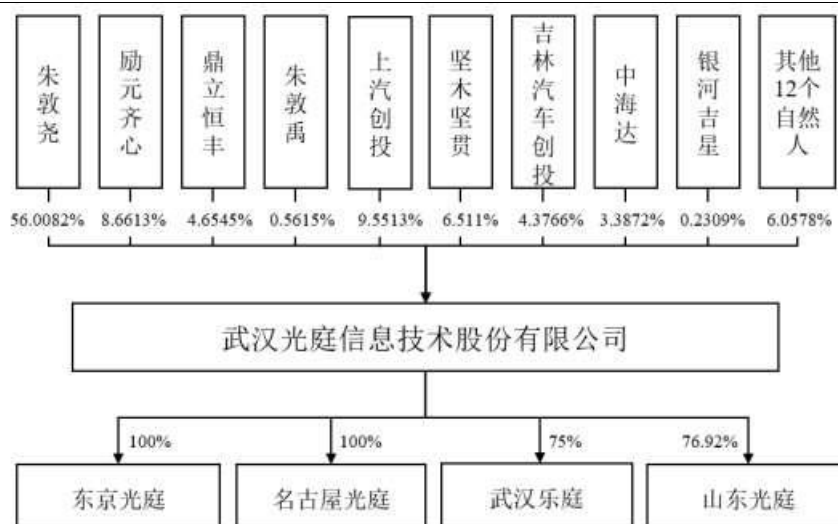 朱敦尧
励元齐心
鼎立恒丰
朱敦禹
上汽创投
坚木坚贯
吉林汽车创投
中海达
银河吉星
其他
12个
自然
人
56.0082% 8.6613% 4.6545% 0.5615% 9.5513% 6.511% 4.3766% 3.3872% 0.2309% 6.0578%
武汉光庭信息技术股份有限公司
100% 100% 75% 76.92%
东京光庭 名古屋光庭 武汉乐庭 山东光庭